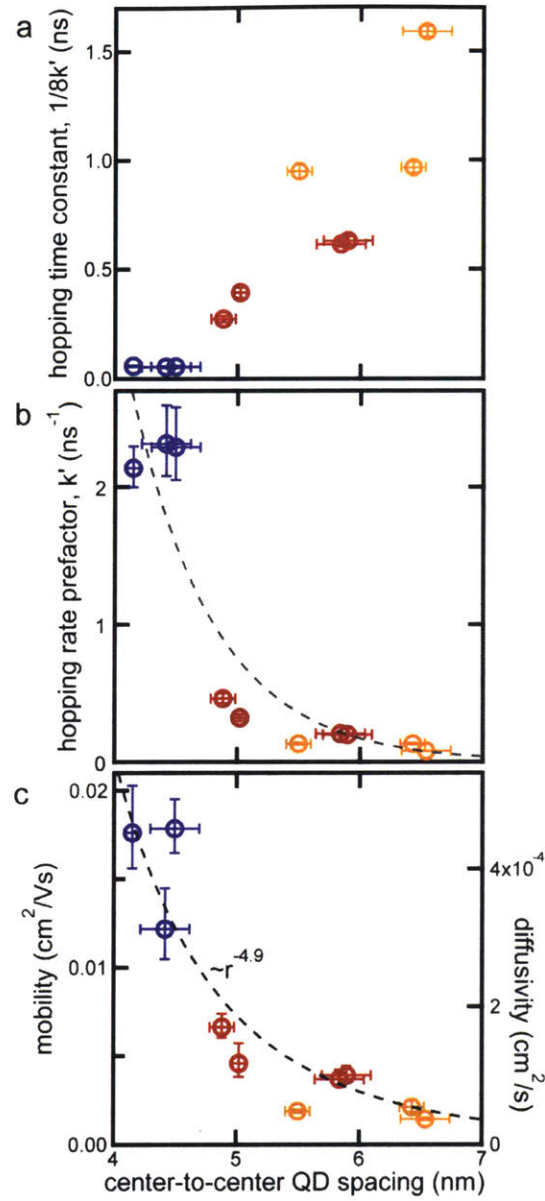 a
hopping time constant, 1/8k' (ns)
1.5
1.0
0.5
0.0
b
hopping rate prefactor, k' (ns⁻¹)
2
1
0
c
mobility (cm²/Vs)
0.02
0.01
0.00
~r⁻⁴·⁹
4x10⁻⁴
2
0
diffusivity (cm²/s)
4
5
6
7
center-to-center QD spacing (nm)